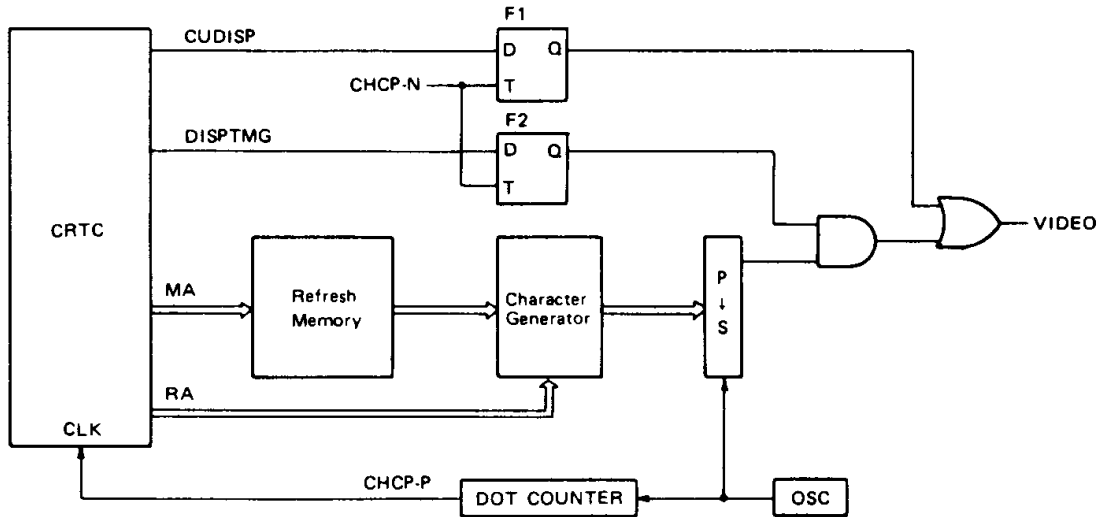 F1
CUDISP
D Q
CHCP-N
T
F2
DISPTMG
D Q
T
CRTC
VIDEO
MA
Refresh
Memory
Character
Generator
P
↓
S
RA
CLK
CHCP-P
DOT COUNTER
OSC